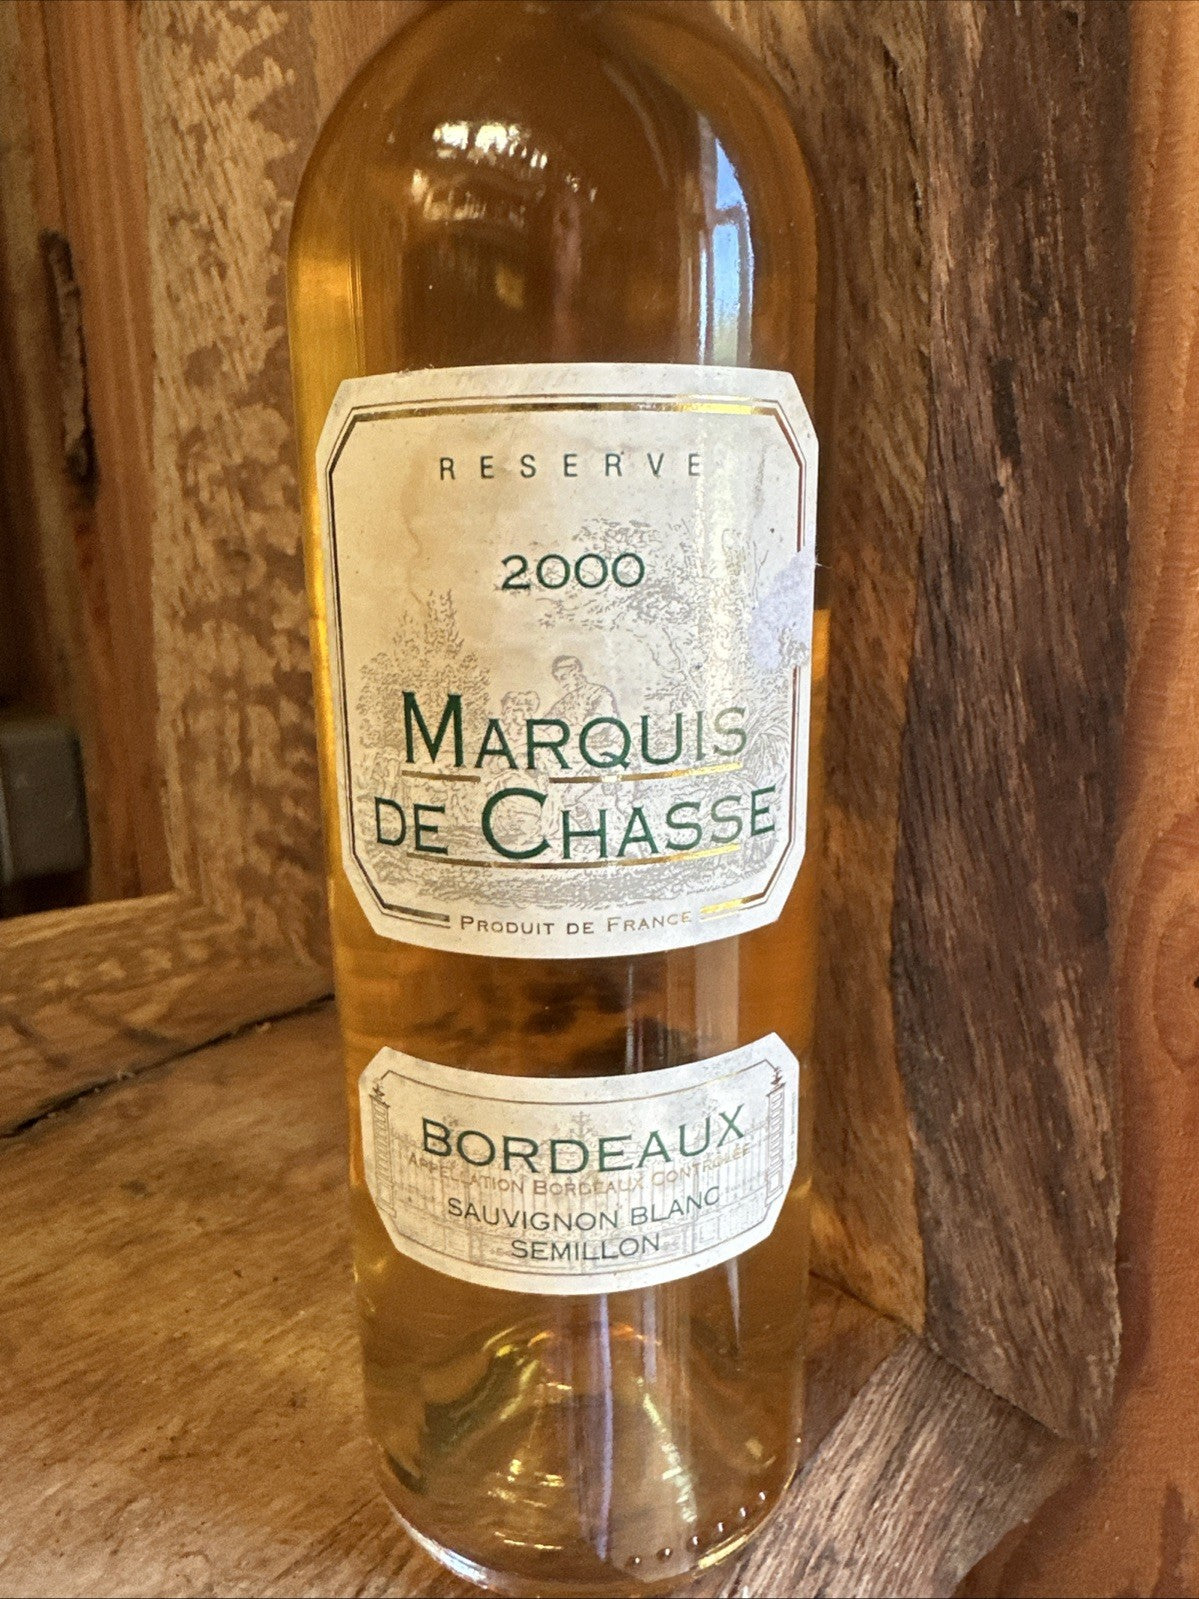 RESERVE
2000
MARQUIS
DE CHASSE
PRODUIT DE FRANCE
BORDEAUX
APPELLATION BORDEAUX CONTRÔLÉE
SAUVIGNON BLANC
SEMILLON